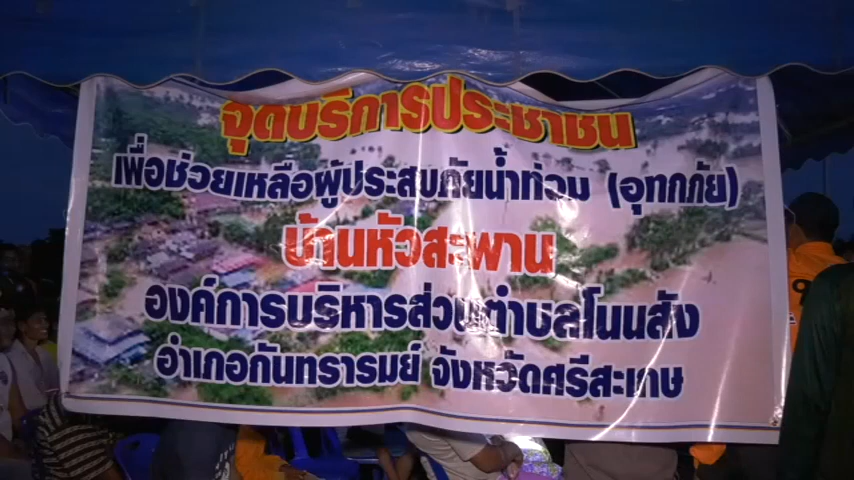 จุดบริการประชาชน
เพื่อช่วยเหลือผู้ประสบภัยน้ำท่วม (อุทกภัย)
บ้านหัวสะพาน
องค์การบริหารส่วนตำบลโนนสัง
อำเภอกันทรารมย์ จังหวัดศรีสะเกษ